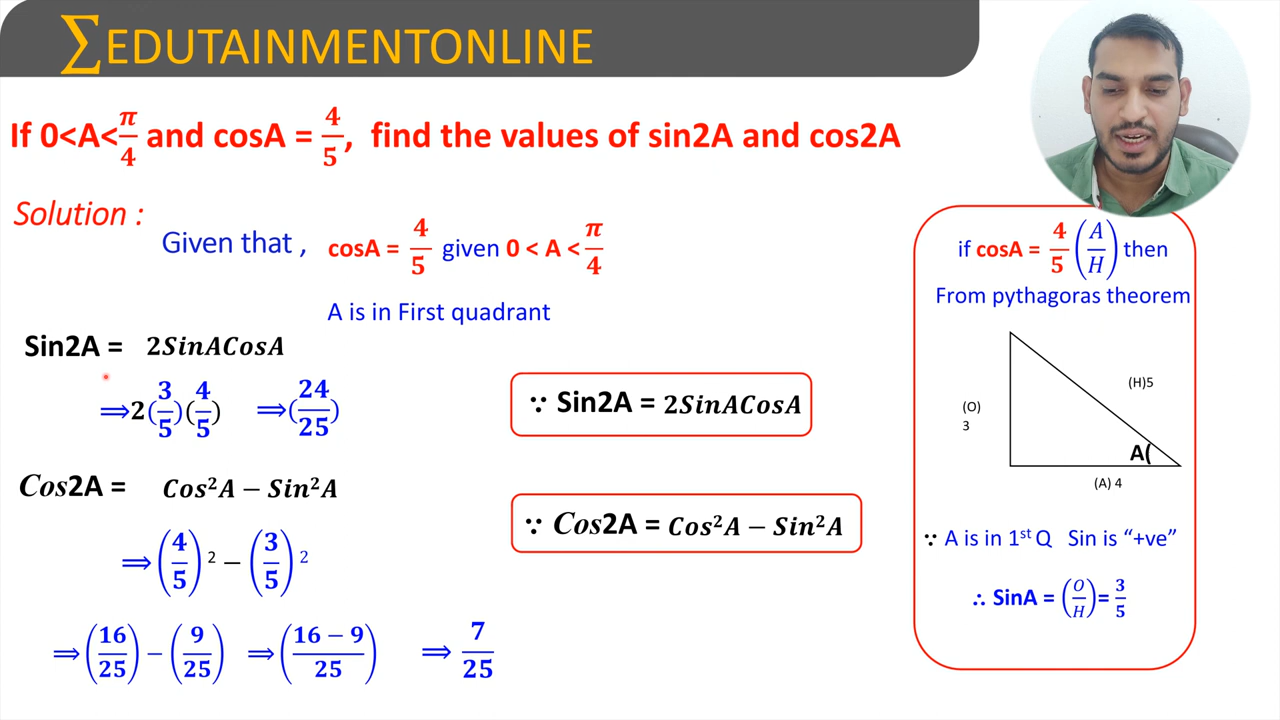 ∑EDUTAINMENTONLINE
If 0<A<π/4 and cosA = 4/5, find the values of sin2A and cos2A
Solution :
Given that , cosA = 4/5 given 0 < A < π/4
A is in First quadrant
Sin2A = 2SinACosA
⟹2(3/5)(4/5) ⟹(24/25)
Cos2A = Cos²A − Sin²A
⟹(4/5)² − (3/5)²
⟹(16/25) − (9/25) ⟹((16 − 9)/25) ⟹ 7/25
∵ Sin2A = 2SinACosA
∵ Cos2A = Cos²A − Sin²A
if cosA = 4/5 (A/H) then
From pythagoras theorem
(H)5
(O)
3
A(
(A) 4
∵ A is in 1st Q Sin is “+ve”
∴ SinA = (O/H)= 3/5